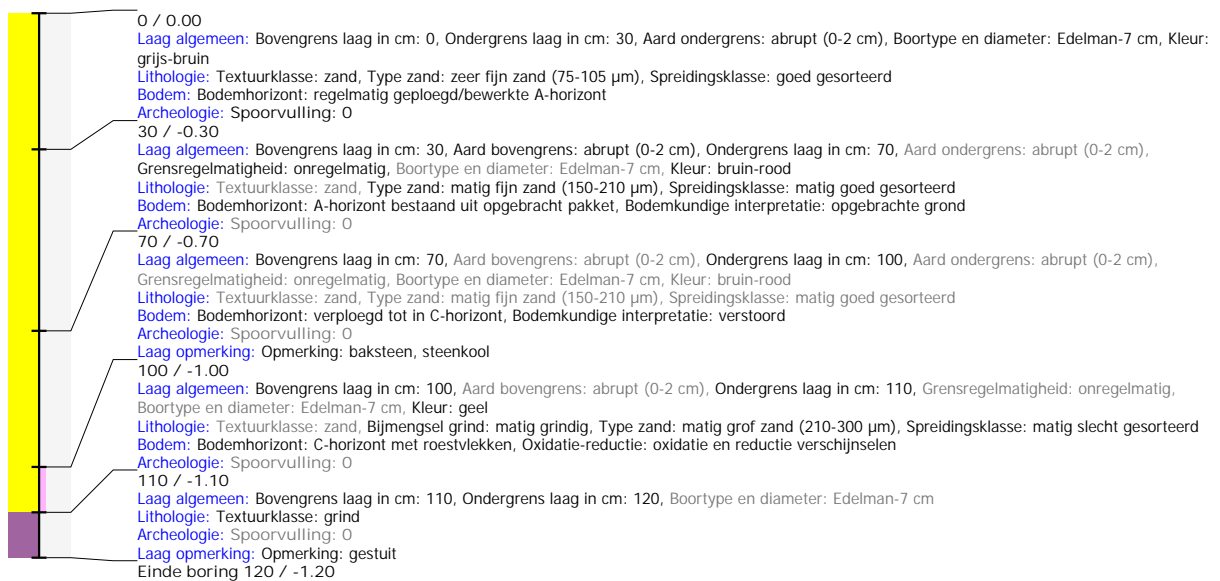 0 / 0.00
Laag algemeen: Bovengrens laag in cm: 0, Ondergrens laag in cm: 30, Aard ondergrens: abrupt (0-2 cm), Boortype en diameter: Edelman-7 cm, Kleur:
grijs-bruin
Lithologie: Textuurklasse: zand, Type zand: zeer fijn zand (75-105 µm), Spreidingsklasse: goed gesorteerd
Bodem: Bodemhorizont: regelmatig geploegd/bewerkte A-horizont
Archeologie: Spoorvulling: 0
30 / -0.30
Laag algemeen: Bovengrens laag in cm: 30, Aard bovengrens: abrupt (0-2 cm), Ondergrens laag in cm: 70, Aard ondergrens: abrupt (0-2 cm),
Grensregelmatigheid: onregelmatig, Boortype en diameter: Edelman-7 cm, Kleur: bruin-rood
Lithologie: Textuurklasse: zand, Type zand: matig fijn zand (150-210 µm), Spreidingsklasse: matig goed gesorteerd
Bodem: Bodemhorizont: A-horizont bestaand uit opgebracht pakket, Bodemkundige interpretatie: opgebrachte grond
Archeologie: Spoorvulling: 0
70 / -0.70
Laag algemeen: Bovengrens laag in cm: 70, Aard bovengrens: abrupt (0-2 cm), Ondergrens laag in cm: 100, Aard ondergrens: abrupt (0-2 cm),
Grensregelmatigheid: onregelmatig, Boortype en diameter: Edelman-7 cm, Kleur: bruin-rood
Lithologie: Textuurklasse: zand, Type zand: matig fijn zand (150-210 µm), Spreidingsklasse: matig goed gesorteerd
Bodem: Bodemhorizont: verploegd tot in C-horizont, Bodemkundige interpretatie: verstoord
Archeologie: Spoorvulling: 0
Laag opmerking: Opmerking: baksteen, steenkool
100 / -1.00
Laag algemeen: Bovengrens laag in cm: 100, Aard bovengrens: abrupt (0-2 cm), Ondergrens laag in cm: 110, Grensregelmatigheid: onregelmatig,
Boortype en diameter: Edelman-7 cm, Kleur: geel
Lithologie: Textuurklasse: zand, Bijmengsel grind: matig grindig, Type zand: matig grof zand (210-300 µm), Spreidingsklasse: matig slecht gesorteerd
Bodem: Bodemhorizont: C-horizont met roestvlekken, Oxidatie-reductie: oxidatie en reductie verschijnselen
Archeologie: Spoorvulling: 0
110 / -1.10
Laag algemeen: Bovengrens laag in cm: 110, Ondergrens laag in cm: 120, Boortype en diameter: Edelman-7 cm
Lithologie: Textuurklasse: grind
Archeologie: Spoorvulling: 0
Laag opmerking: Opmerking: gestuit
Einde boring 120 / -1.20